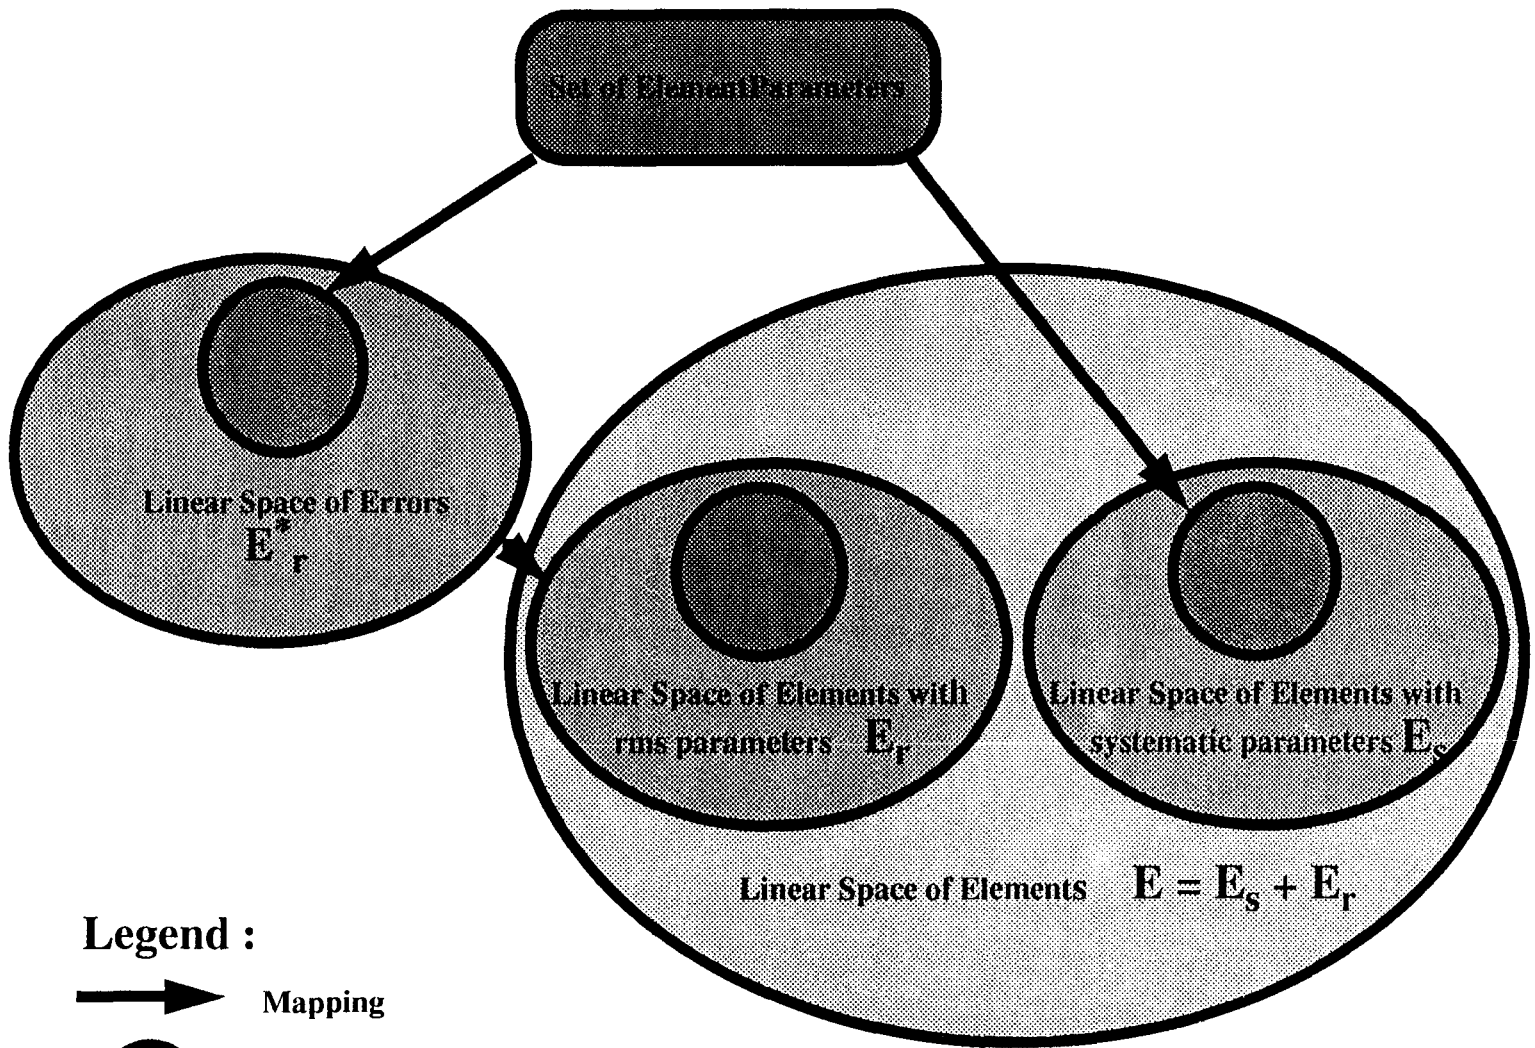 Set of ElementParameters
Linear Space of Errors
E*r
Linear Space of Elements with
rms parameters Er
Linear Space of Elements with
systematic parameters Es
Linear Space of Elements E = Es + Er
Legend :
Mapping